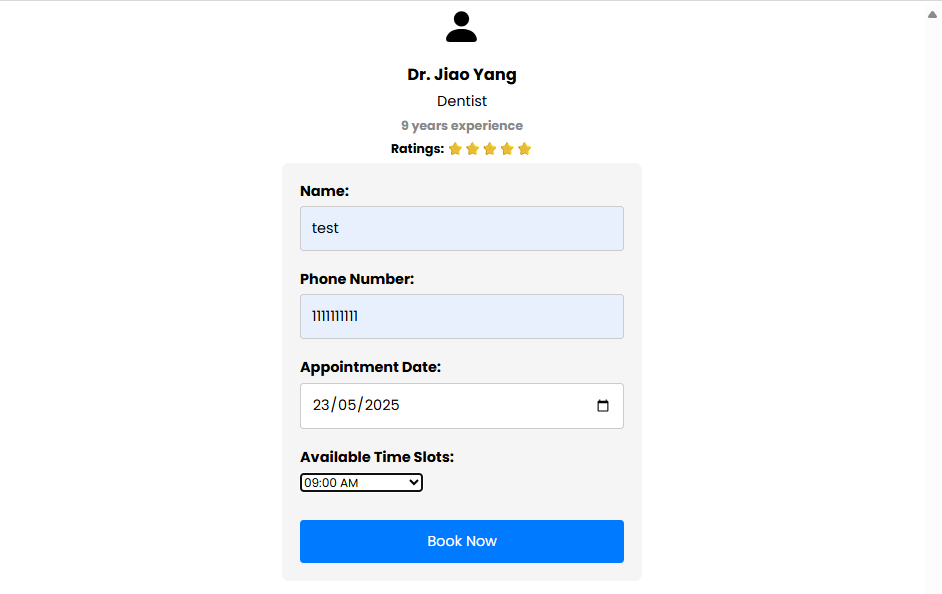 Dr. Jiao Yang
Dentist
9 years experience
Ratings:
Name:
test
Phone Number:
1111111111
Appointment Date:
23/05/2025
Available Time Slots:
09:00 AM
Book Now